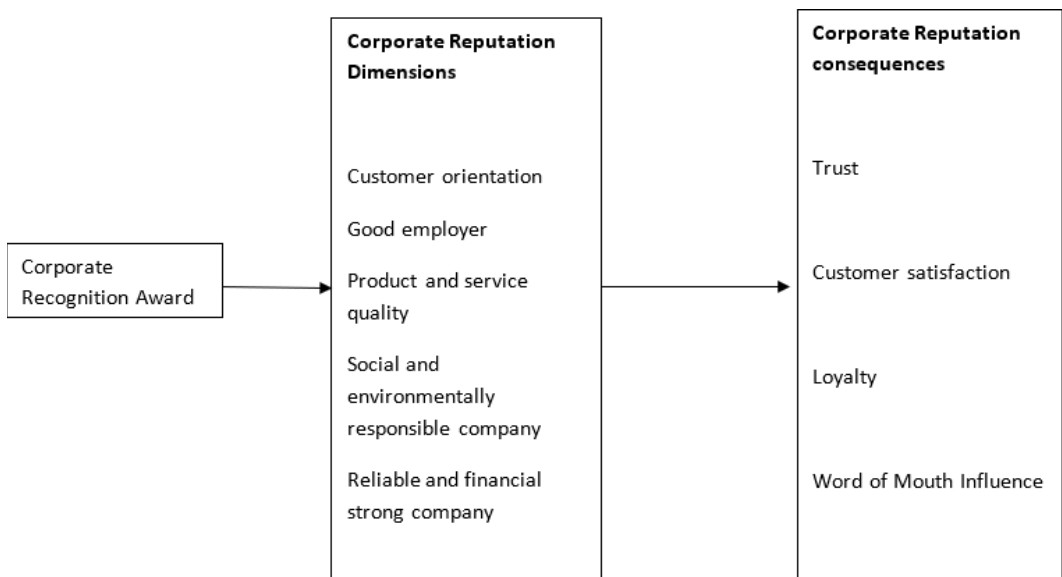 Corporate
Recognition Award
Corporate Reputation
Dimensions
Customer orientation
Good employer
Product and service
quality
Social and
environmentally
responsible company
Reliable and financial
strong company
Corporate Reputation
consequences
Trust
Customer satisfaction
Loyalty
Word of Mouth Influence